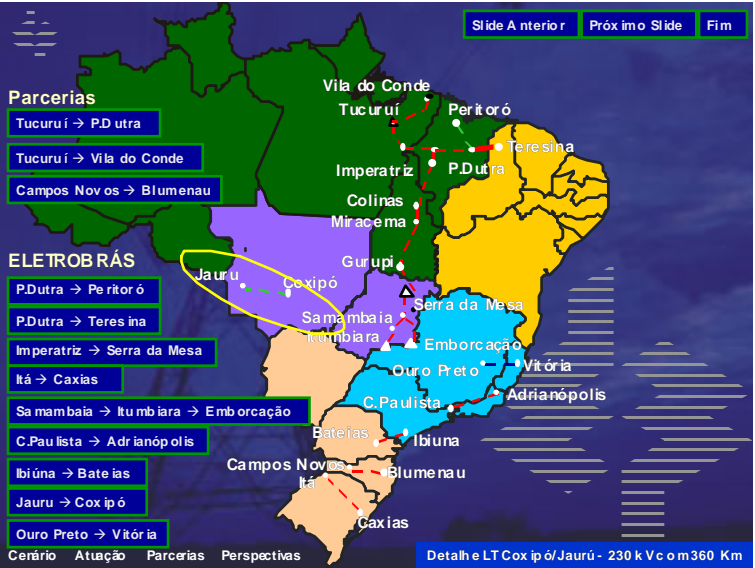 Slide Anterior
Próximo Slide
Fim
Parcerias
Tucuruí → P.Dutra
Tucuruí → Vila do Conde
Campos Novos → Blumenau
ELETROBRÁS
P.Dutra → Peritoró
P.Dutra → Teresina
Imperatriz → Serra da Mesa
Itá → Caxias
Samambaia → Itumbiara → Emborcação
C.Paulista → Adrianópolis
Ibiúna → Bateias
Jauru → Coxipó
Ouro Preto → Vitória
Vila do Conde
Tucuruí
Peritoró
Teresina
Imperatriz
P.Dutra
Colinas
Miracema
Gurupi
Jauru
Coxipó
Serra da Mesa
Samambaia
Itumbiara
Emborcação
Ouro Preto
Vitória
C.Paulista
Adrianópolis
Bateias
Ibiuna
Campos Novos
Blumenau
Itá
Caxias
Cenário Atuação Parcerias Perspectivas
Detalhe LT Coxipó/Jaurú - 230 kV com 360 Km